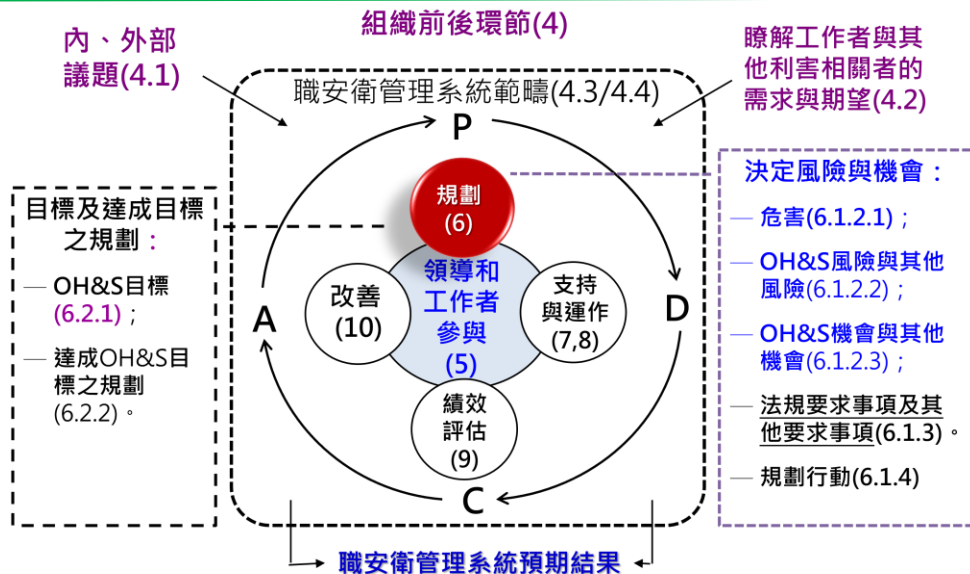 組織前後環節(4)
內、外部
議題(4.1)
瞭解工作者與其
他利害相關者的
需求與期望(4.2)
職安衛管理系統範疇(4.3/4.4)
P
規劃
(6)
領導和
工作者
參與
(5)
改善
(10)
支持
與運作
(7,8)
績效
評估
(9)
A
D
C
目標及達成目標
之規劃：
— OH&S目標
(6.2.1)；
— 達成OH&S目
標之規劃
(6.2.2)。
決定風險與機會：
— 危害(6.1.2.1)；
— OH&S風險與其他
風險(6.1.2.2)；
— OH&S機會與其他
機會(6.1.2.3)；
— 法規要求事項及其
他要求事項(6.1.3)。
— 規劃行動(6.1.4)
職安衛管理系統預期結果